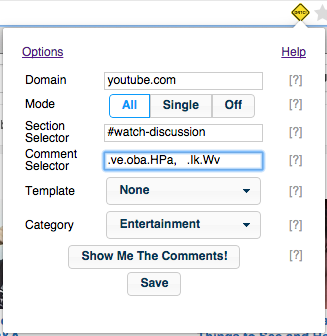 Options Help
Domain youtube.com [?]
Mode All Single Off [?]
Section Selector #watch-discussion [?]
Comment Selector .ve.oba.HPa, .lk.Wv [?]
Template None [?]
Category Entertainment [?]
Show Me The Comments! [?]
Save